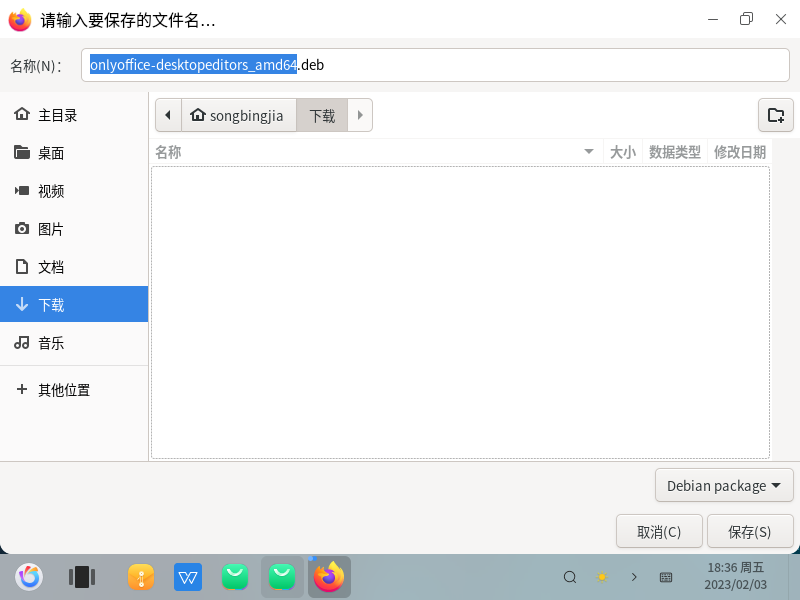 请输入要保存的文件名…
名称(N)：
onlyoffice-desktopeditors_amd64.deb
主目录
桌面
视频
图片
文档
下载
音乐
其他位置
songbingjia 下载
名称 大小 数据类型 修改日期
Debian package
取消(C) 保存(S)
18:36 周五
2023/02/03